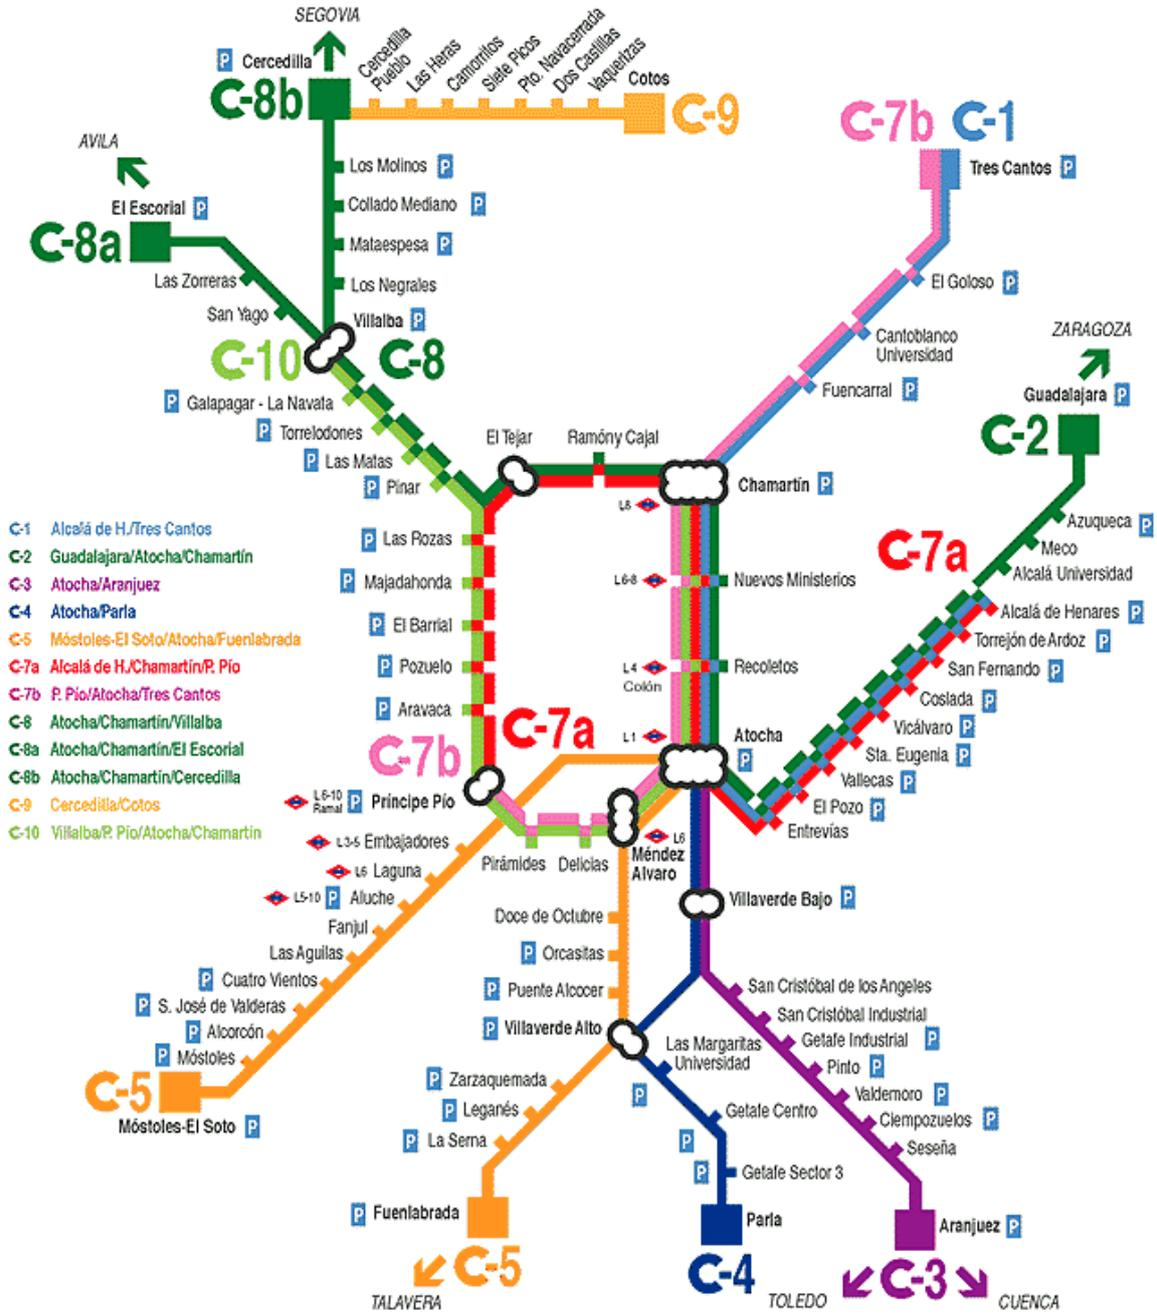 SEGOVIA
P Cercedilla
C-8b
Cercedilla
Pueblo
Las Heras
Camorritos
Siete Picos
Pto. Navacerrada
Dos Castillas
Vaquerizas
Cotos
C-9
C-7b C-1
Tres Cantos P
AVILA
El Escorial P
C-8a
Los Molinos P
Collado Mediano P
Mataespesa P
Los Negrales
Las Zorreras
San Yago
Villalba P
C-10
C-8
El Goloso P
Cantoblanco
Universidad
Fuencarral P
ZARAGOZA
Guadalajara P
C-2
P Galapagar - La Navata
P Torrelodones
P Las Matas
P Pinar
El Tejar
Ramóny Cajal
Chamartín P
L8
Azuqueca P
Meco
Alcalá Universidad
C-7a
C-1 Alcalá de H./Tres Cantos
C-2 Guadalajara/Atocha/Chamartín
C-3 Atocha/Aranjuez
C-4 Atocha/Parla
C-5 Móstoles-El Soto/Atocha/Fuenlabrada
C-7a Alcalá de H./Chamartín/P. Pío
C-7b P. Pío/Atocha/Tres Cantos
C-8 Atocha/Chamartín/Villalba
C-8a Atocha/Chamartín/El Escorial
C-8b Atocha/Chamartín/Cercedilla
C-9 Cercedilla/Cotos
C-10 Villalba/P. Pío/Atocha/Chamartín
P Las Rozas
P Majadahonda
P El Barrial
P Pozuelo
P Aravaca
L6-8
Nuevos Ministerios
L4
Colón
Recoletos
L1
Atocha
P
Alcalá de Henares P
Torrejón de Ardoz P
San Fernando P
Coslada P
Vicálvaro P
Sta. Eugenia P
Vallecas P
El Pozo P
Entrevías
C-7b
C-7a
L6-10
Ramal
P Príncipe Pío
L3-5 Embajadores
L6 Laguna
L5-10 P Aluche
Fanjul
Las Aguilas
P Cuatro Vientos
P S. José de Valderas
P Alcorcón
P Móstoles
C-5
Móstoles-El Soto P
Pirámides
Delicias
L6
Méndez
Alvaro
Doce de Octubre
P Orcasitas
P Puente Alcocer
P Villaverde Alto
Villaverde Bajo P
San Cristóbal de los Angeles
San Cristóbal Industrial
Getafe Industrial P
Pinto P
Valdemoro P
Ciempozuelos P
Seseña
Las Margaritas
Universidad
P
Getafe Centro
P
Getafe Sector 3
P
P Zarzaquemada
P Leganés
P La Serna
P Fuenlabrada
C-5
TALAVERA
Parla
C-4
TOLEDO
Aranjuez P
C-3
CUENCA